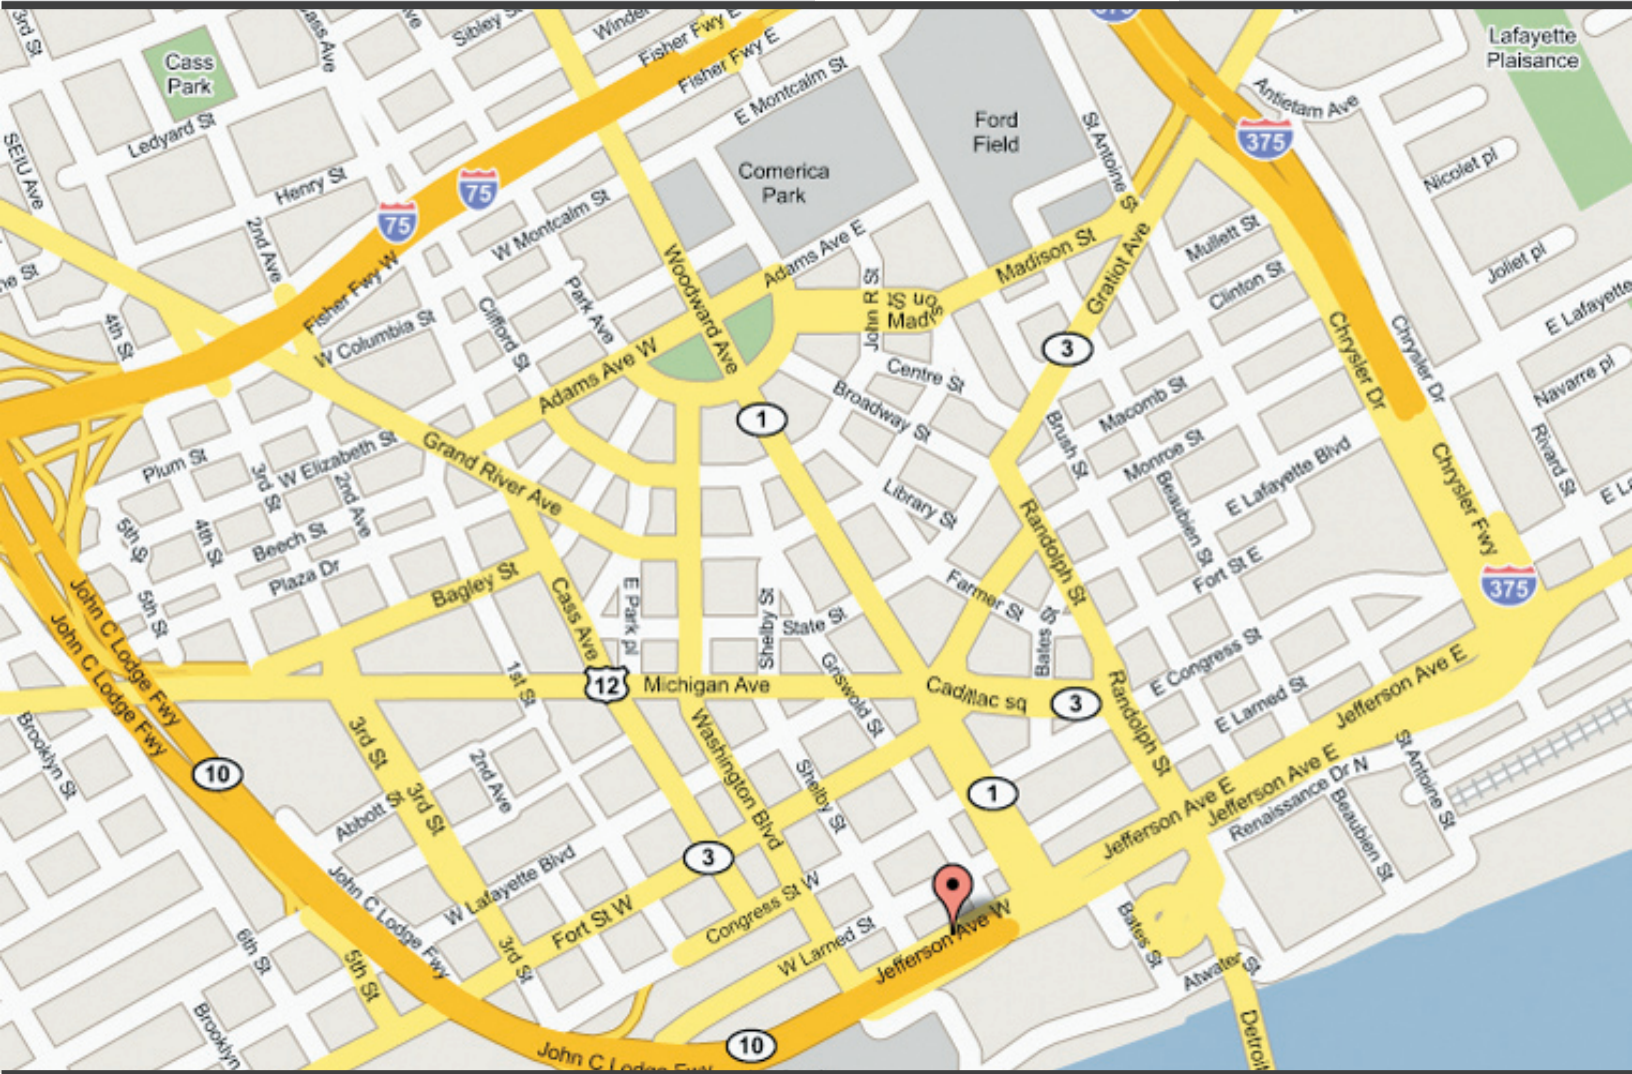 3rd St
Cass Ave
Sibley St
Winder
Fisher Fwy E
Fisher Fwy E
375
Lafayette
Plaisance
Cass
Park
E Montcalm St
Antietam Ave
Ford
Field
St Antoine St
375
Ledyard St
SEIU Ave
Comerica
Park
Nicolet pl
Henry St
75
75
W Montcalm St
2nd Ave
Woodward Ave
Adams Ave E
Madison St
Gratiot Ave
Mullett St
Joliet pl
Clinton St
Fisher Fwy W
Park Ave
John R St
E Lafayette
4th St
W Columbia St
Clifford St
Chrysler Dr
Chrysler Dr
3
Adams Ave W
Centre St
Navarre pl
Broadway St
Macomb St
1
Brush St
Grand River Ave
Monroe St
Rivard St
Plum St
W Elizabeth St
3rd St
2nd Ave
E Lafayette Blvd
Beaubien St
Chrysler Fwy
Library St
Randolph St
5th St
4th St
Beech St
Plaza Dr
Bagley St
Fort St E
375
Farmer St
Cass Ave
E Park pl
Shelby St
State St
Bates St
5th St
John C Lodge Fwy
John C Lodge Fwy
E Congress St
Jefferson Ave E
12
Michigan Ave
1st St
Griswold St
Cadillac sq
3
Randolph St
E Larned St
Brooklyn St
3rd St
2nd Ave
Washington Blvd
Shelby St
10
1
Jefferson Ave E
Jefferson Ave E
Renaissance Dr N
St Antoine St
Beaubien St
Abbott St
3rd St
3
John C Lodge Fwy
W Lafayette Blvd
Congress St W
Fort St W
Jefferson Ave W
Bates St
6th St
5th St
3rd St
W Larned St
Atwater St
Brooklyn
10
John C Lodge Fwy
Detroit